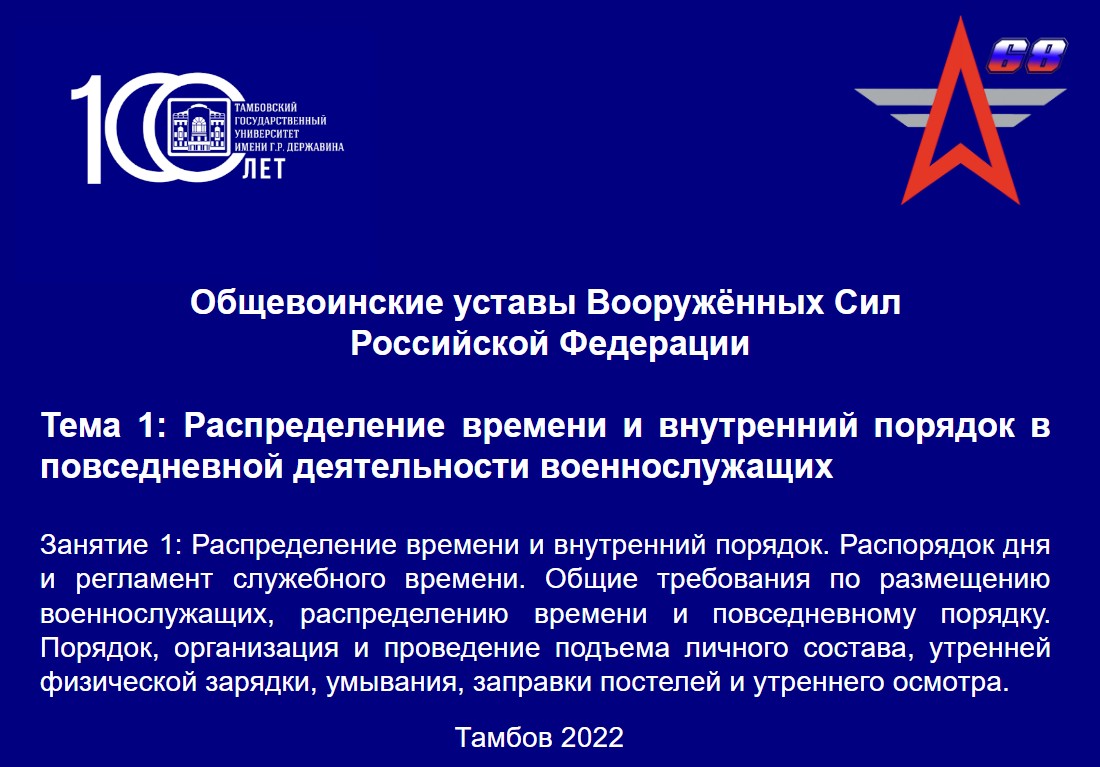 100
ТАМБОВСКИЙ
ГОСУДАРСТВЕННЫЙ
УНИВЕРСИТЕТ
ИМЕНИ Г.Р. ДЕРЖАВИНА
ЛЕТ
68
Общевоинские уставы Вооружённых Сил
Российской Федерации
Тема 1: Распределение времени и внутренний порядок в
повседневной деятельности военнослужащих
Занятие 1: Распределение времени и внутренний порядок. Распорядок дня
и регламент служебного времени. Общие требования по размещению
военнослужащих, распределению времени и повседневному порядку.
Порядок, организация и проведение подъема личного состава, утренней
физической зарядки, умывания, заправки постелей и утреннего осмотра.
Тамбов 2022